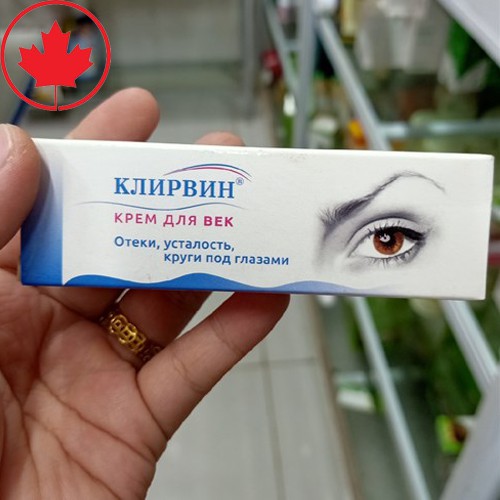 КЛИРВИН®
КРЕМ ДЛЯ ВЕК
Отеки, усталость,
круги под глазами